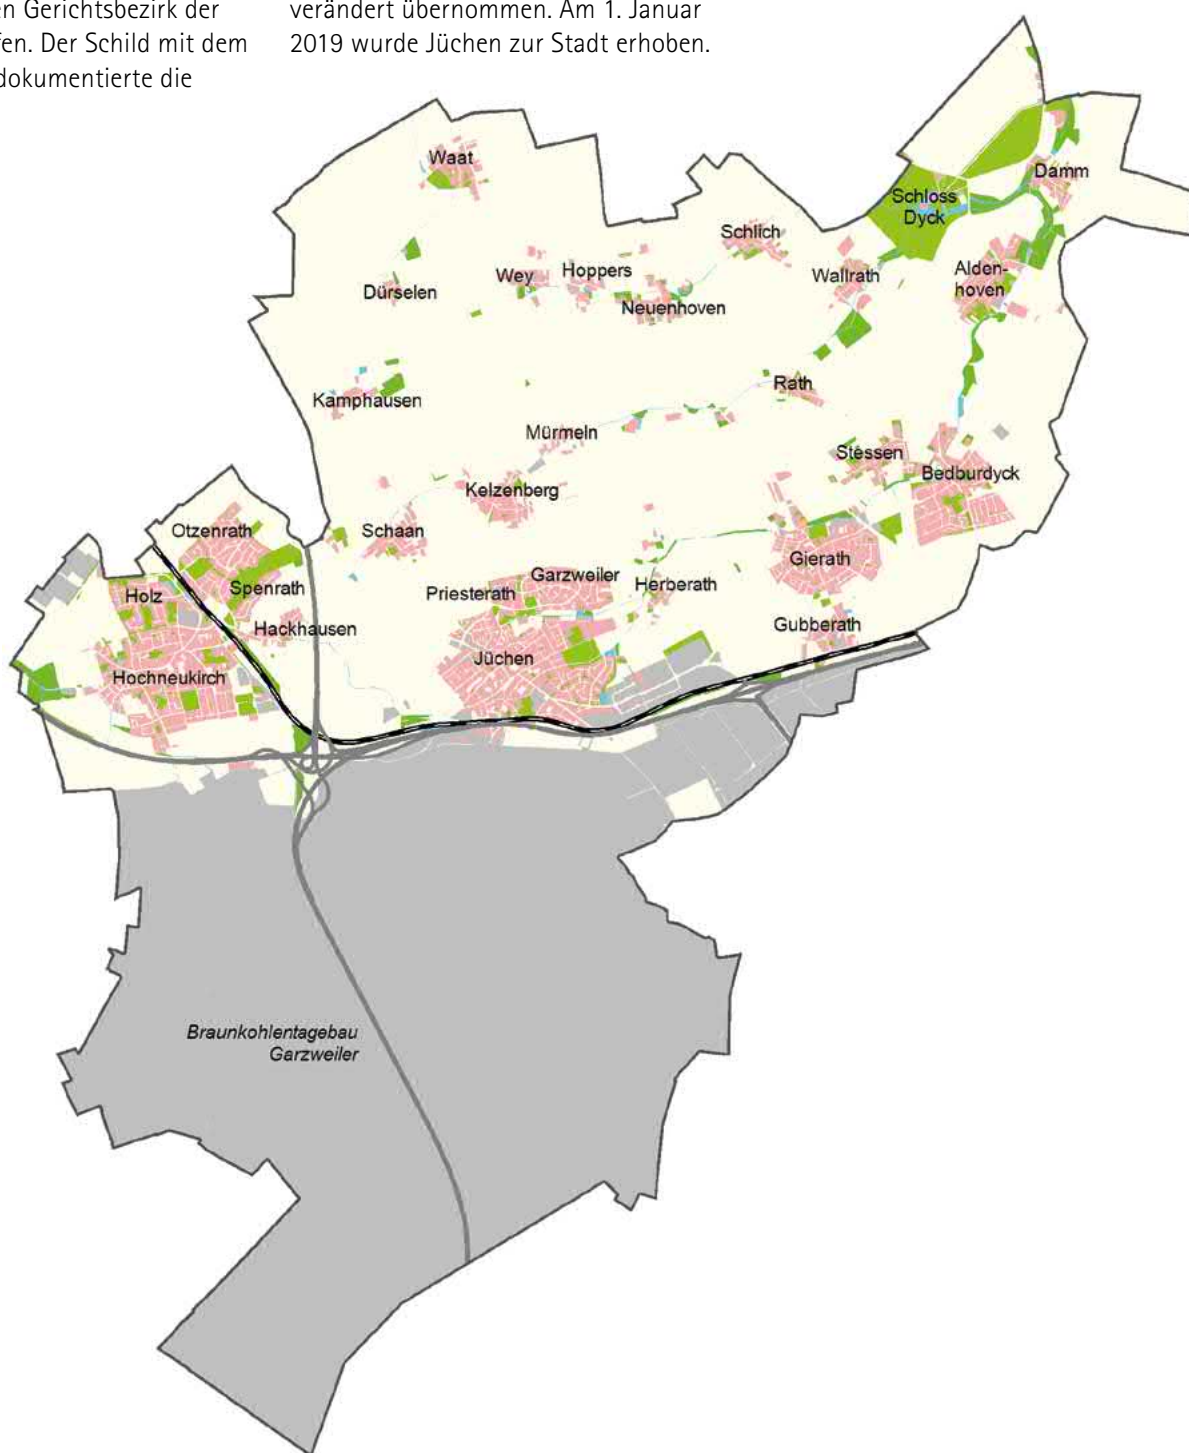 en Gerichtsbezirk der
fen. Der Schild mit dem
dokumentierte die
verändert übernommen. Am 1. Januar
2019 wurde Jüchen zur Stadt erhoben.
Waat
Damm
Schloss
Dyck
Schlich
Wey
Hoppers
Wallrath
Alden-
hoven
Dürselen
Neuenhoven
Kamphausen
Rath
Mürmeln
Stessen
Bedburdyck
Kelzenberg
Otzenrath
Schaan
Gierath
Holz
Spenrath
Priesterath
Garzweiler
Herberath
Hackhausen
Gubberath
Jüchen
Hochneukirch
Braunkohlentagebau
Garzweiler